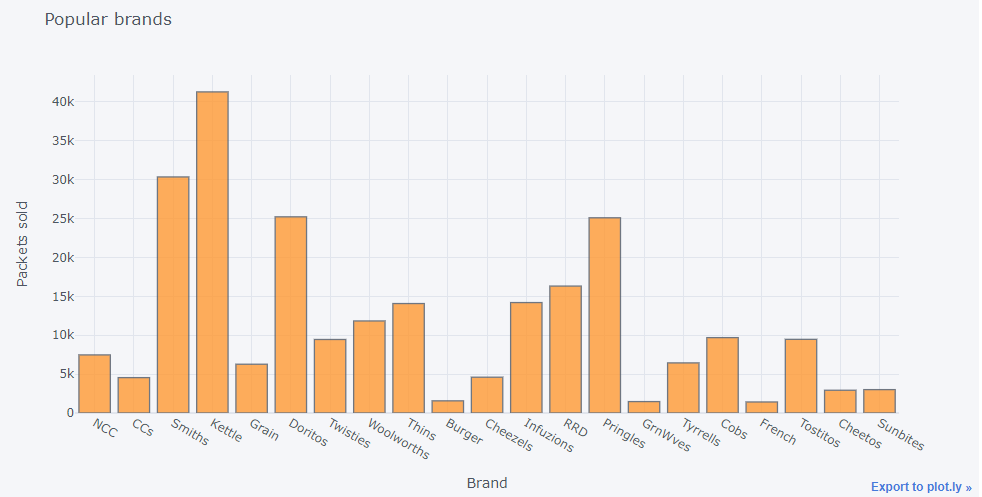 Popular brands
40k
35k
30k
25k
20k
15k
10k
5k
0
Packets sold
NCC
CCs
Smiths
Kettle
Grain
Doritos
Twisties
Woolworths
Thins
Burger
Cheezels
Infuzions
RRD
Pringles
GrnWves
Tyrrells
Cobs
French
Tostitos
Cheetos
Sunbites
Brand
Export to plot.ly »